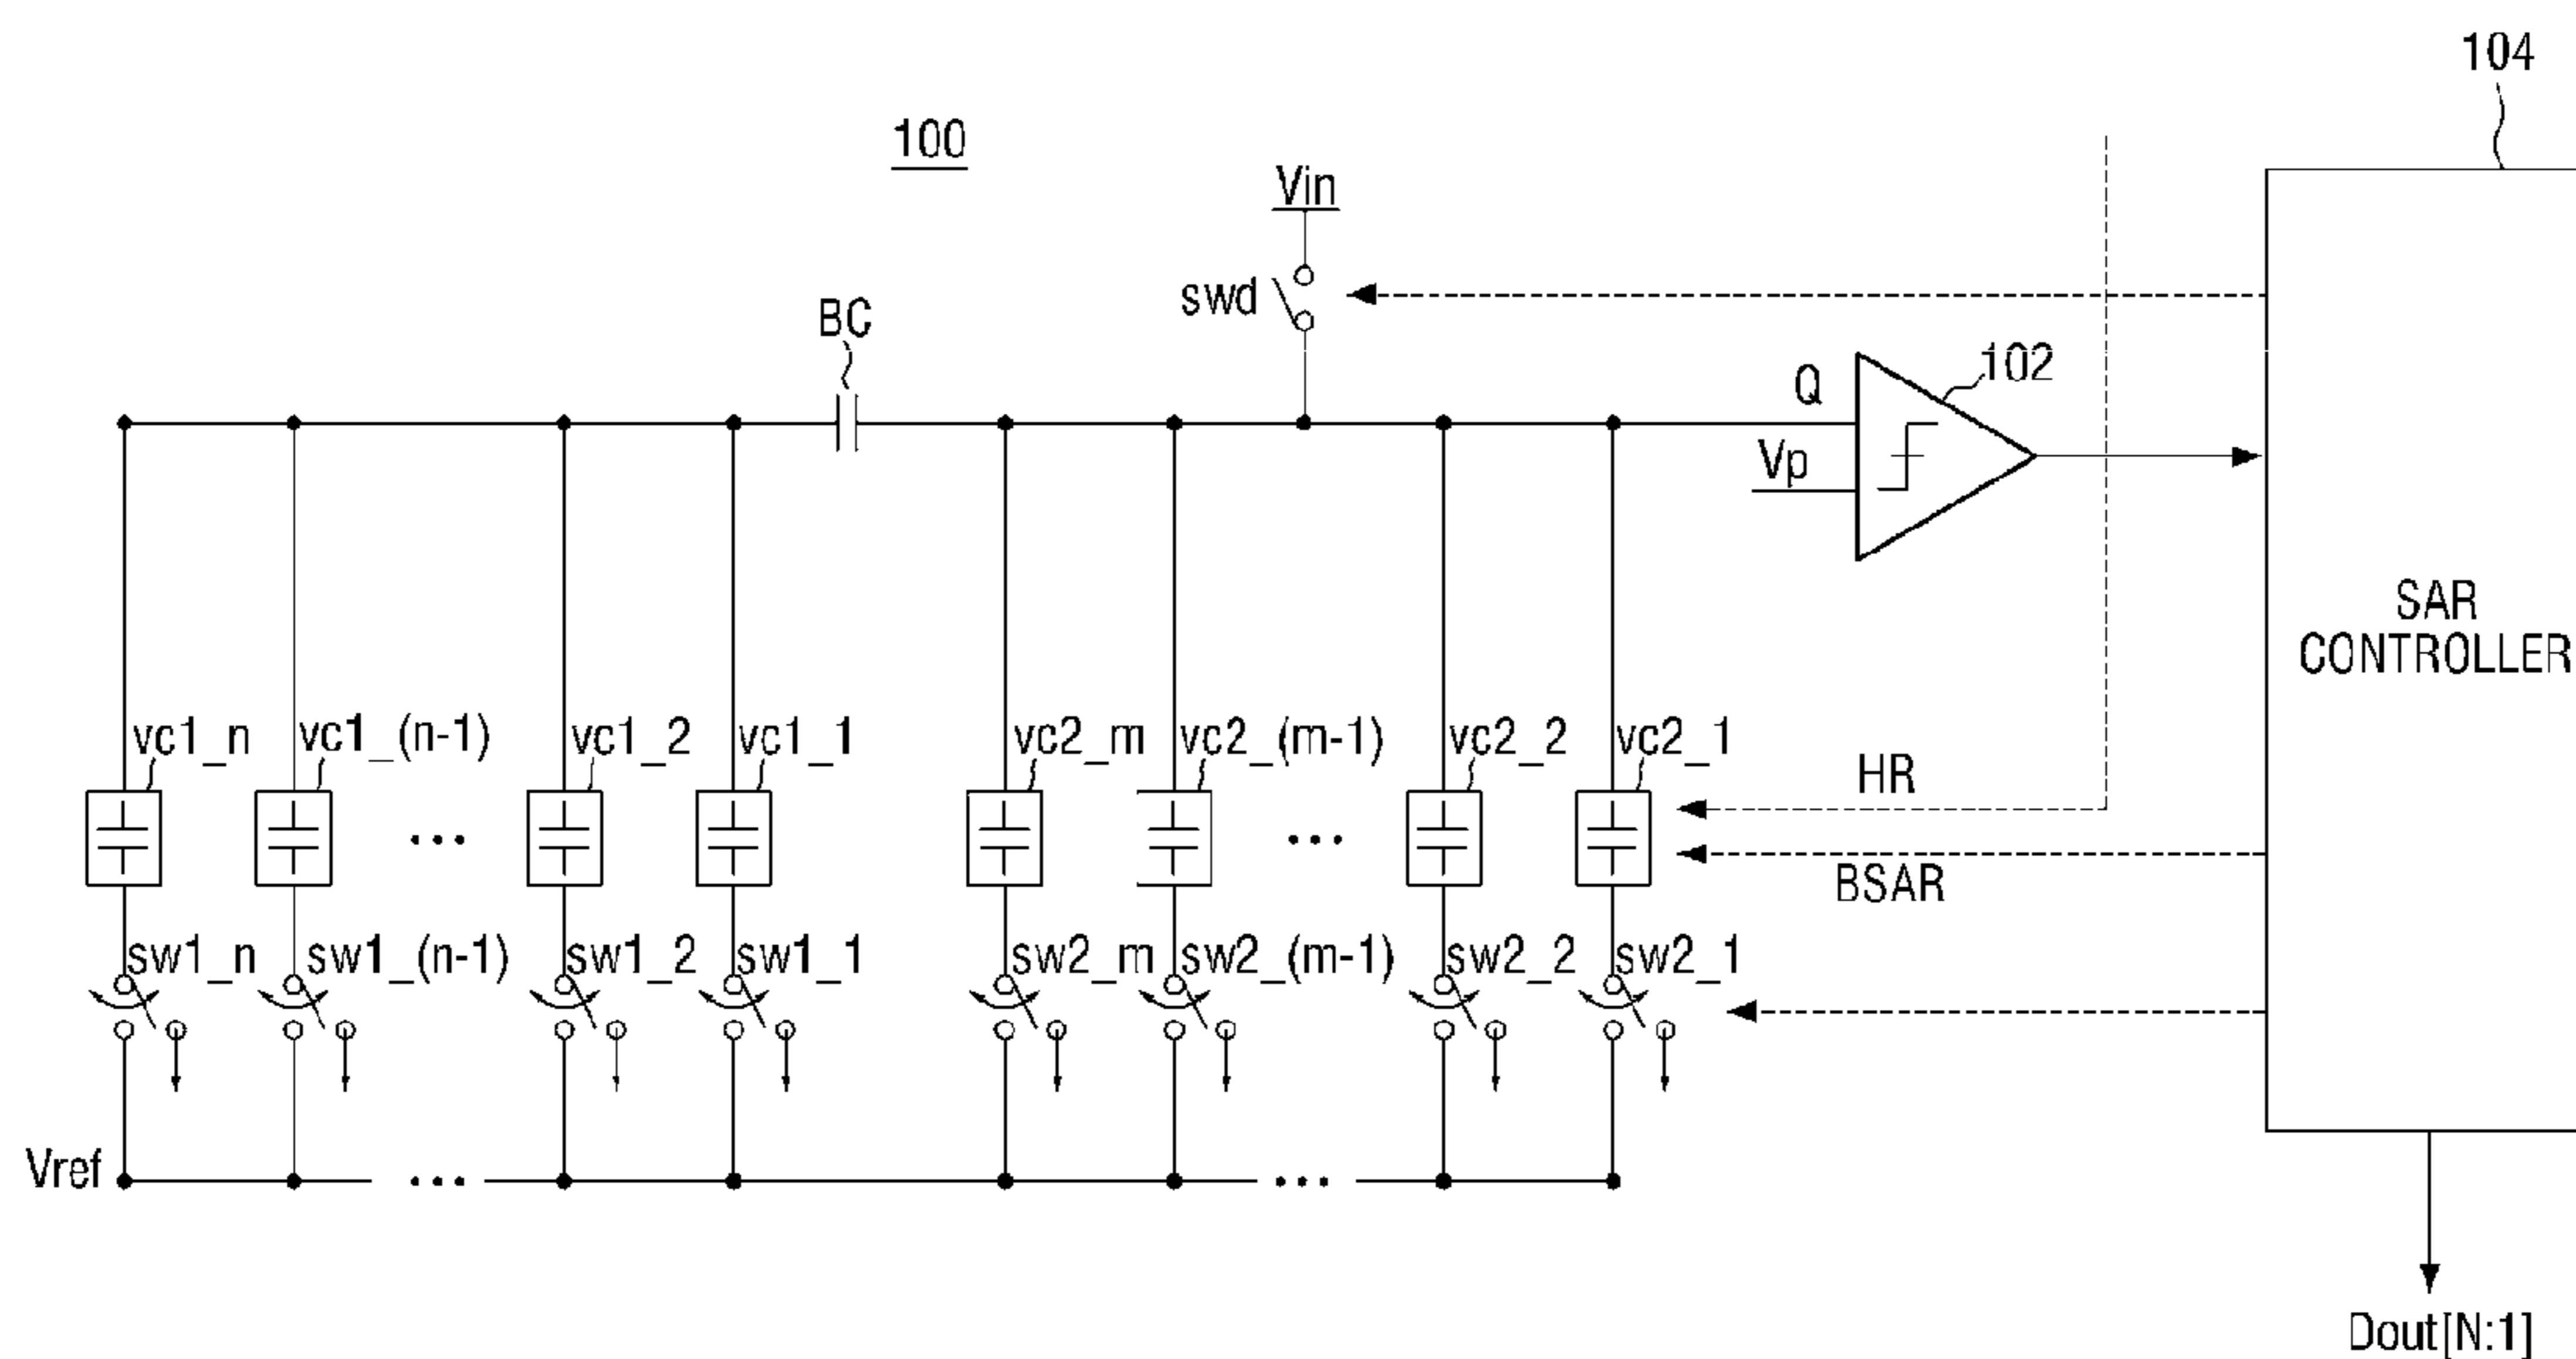 104
100
Vin
swd
BC
102
Q
Vp
SAR
CONTROLLER
vc1_n vc1_(n-1) vc1_2 vc1_1 vc2_m vc2_(m-1) vc2_2 vc2_1
HR
BSAR
sw1_n sw1_(n-1) sw1_2 sw1_1 sw2_m sw2_(m-1) sw2_2 sw2_1
Vref
Dout[N:1]